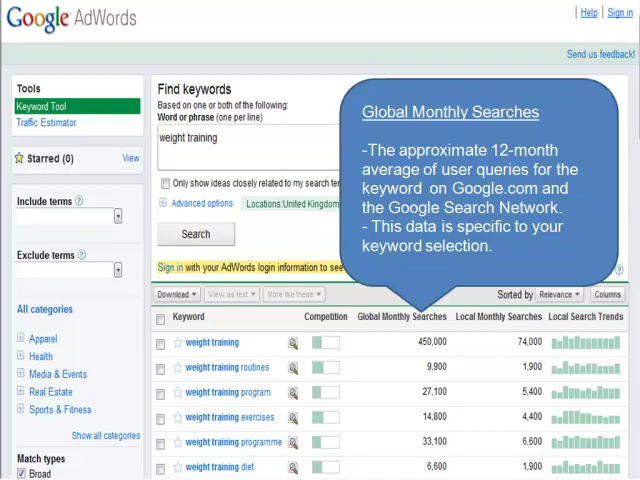 Google AdWords
Help | Sign in
Send us feedback!
Tools
Keyword Tool
Traffic Estimator
Starred (0) View
Include terms
Exclude terms
All categories
Apparel
Health
Media & Events
Real Estate
Sports & Fitness
Show all categories
Match types
Broad
Find keywords
Based on one or both of the following:
Word or phrase (one per line)
weight training
Only show ideas closely related to my search
Advanced options Locations: United Kingdom
Search
Sign in with your AdWords login information to see
Global Monthly Searches
-The approximate 12-month
average of user queries for the
keyword on Google.com and
the Google Search Network.
- This data is specific to your
keyword selection.
Download View as text More like these Sorted by Relevance Columns
Keyword Competition Global Monthly Searches Local Monthly Searches Local Search Trends
weight training 450,000 74,000
weight training routines 9,900 1,900
weight training program 27,100 5,400
weight training exercises 14,800 4,400
weight training programme 33,100 6,600
weight training diet 6,600 1,900